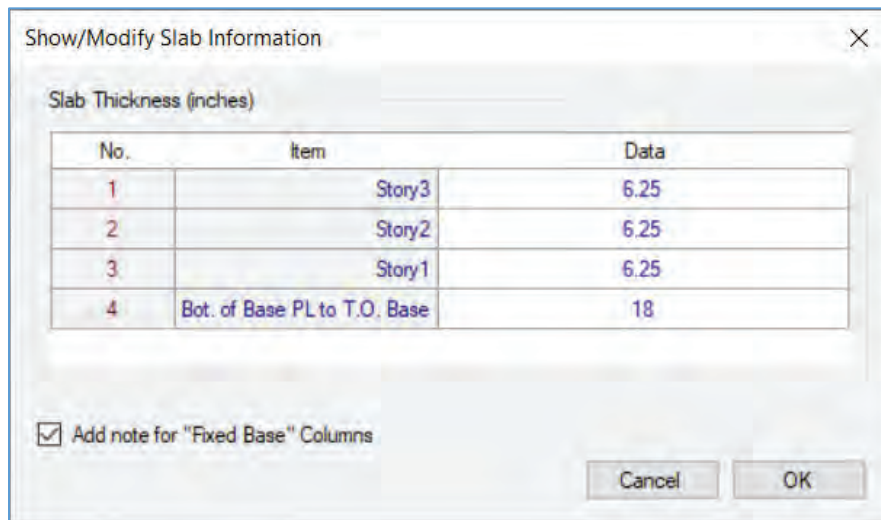 Show/Modify Slab Information
Slab Thickness (inches)
No. Item Data
1 Story3 6.25
2 Story2 6.25
3 Story1 6.25
4 Bot. of Base PL to T.O. Base 18
Add note for "Fixed Base" Columns
Cancel OK